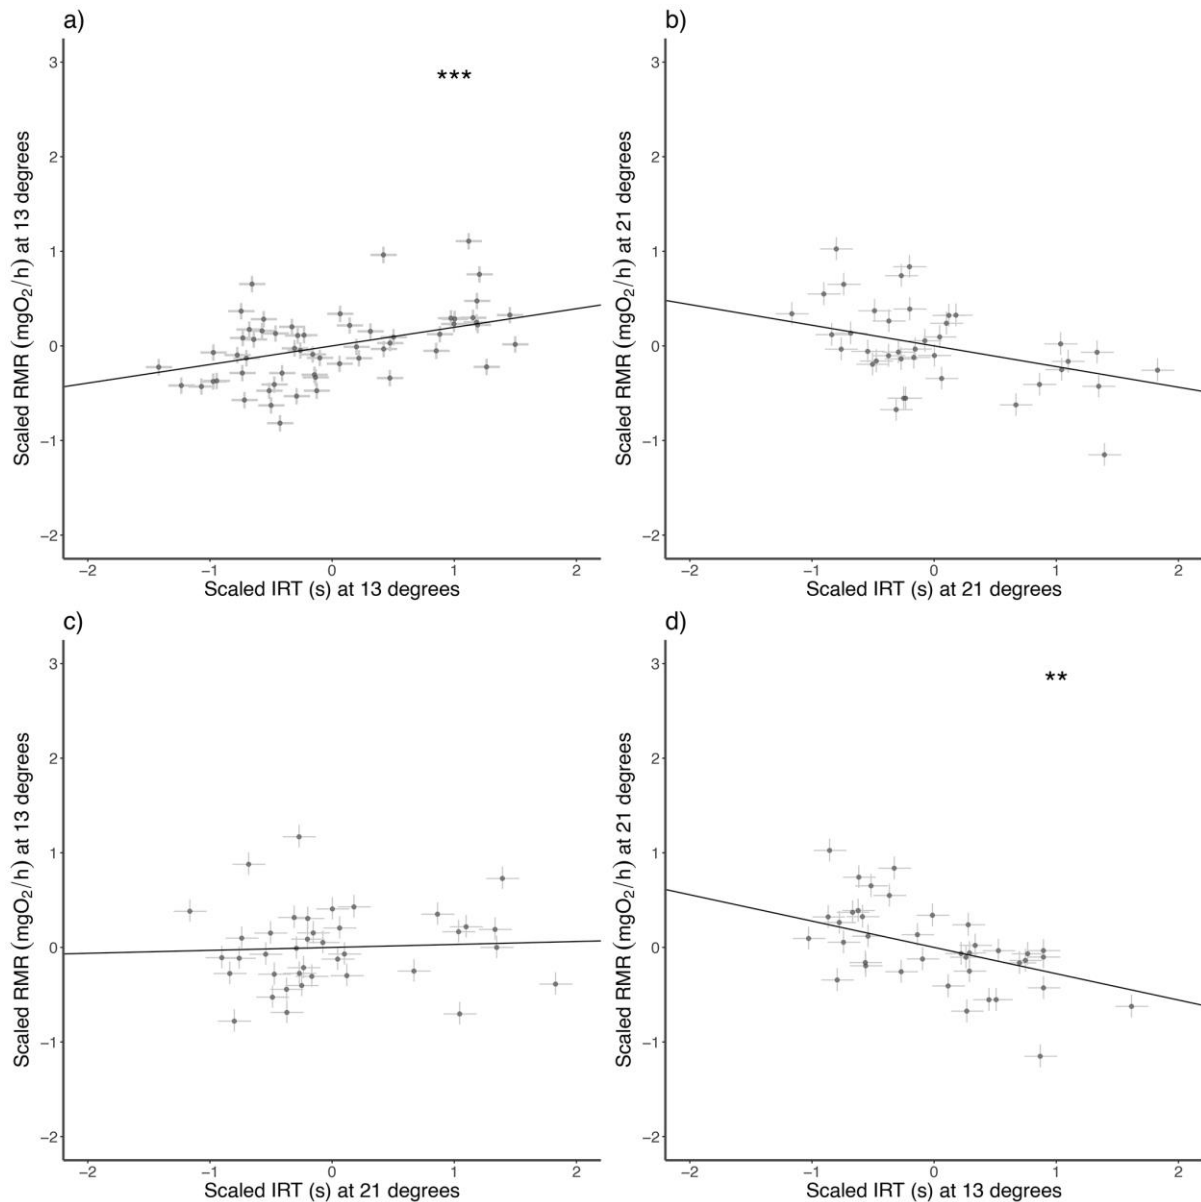 a)
***
Scaled RMR (mgO₂/h) at 13 degrees
3
2
1
0
−1
−2
−2 −1 0 1 2
Scaled IRT (s) at 13 degrees
b)
Scaled RMR (mgO₂/h) at 21 degrees
3
2
1
0
−1
−2
−2 −1 0 1 2
Scaled IRT (s) at 21 degrees
c)
Scaled RMR (mgO₂/h) at 13 degrees
3
2
1
0
−1
−2
−2 −1 0 1 2
Scaled IRT (s) at 21 degrees
d)
**
Scaled RMR (mgO₂/h) at 21 degrees
3
2
1
0
−1
−2
−2 −1 0 1 2
Scaled IRT (s) at 13 degrees